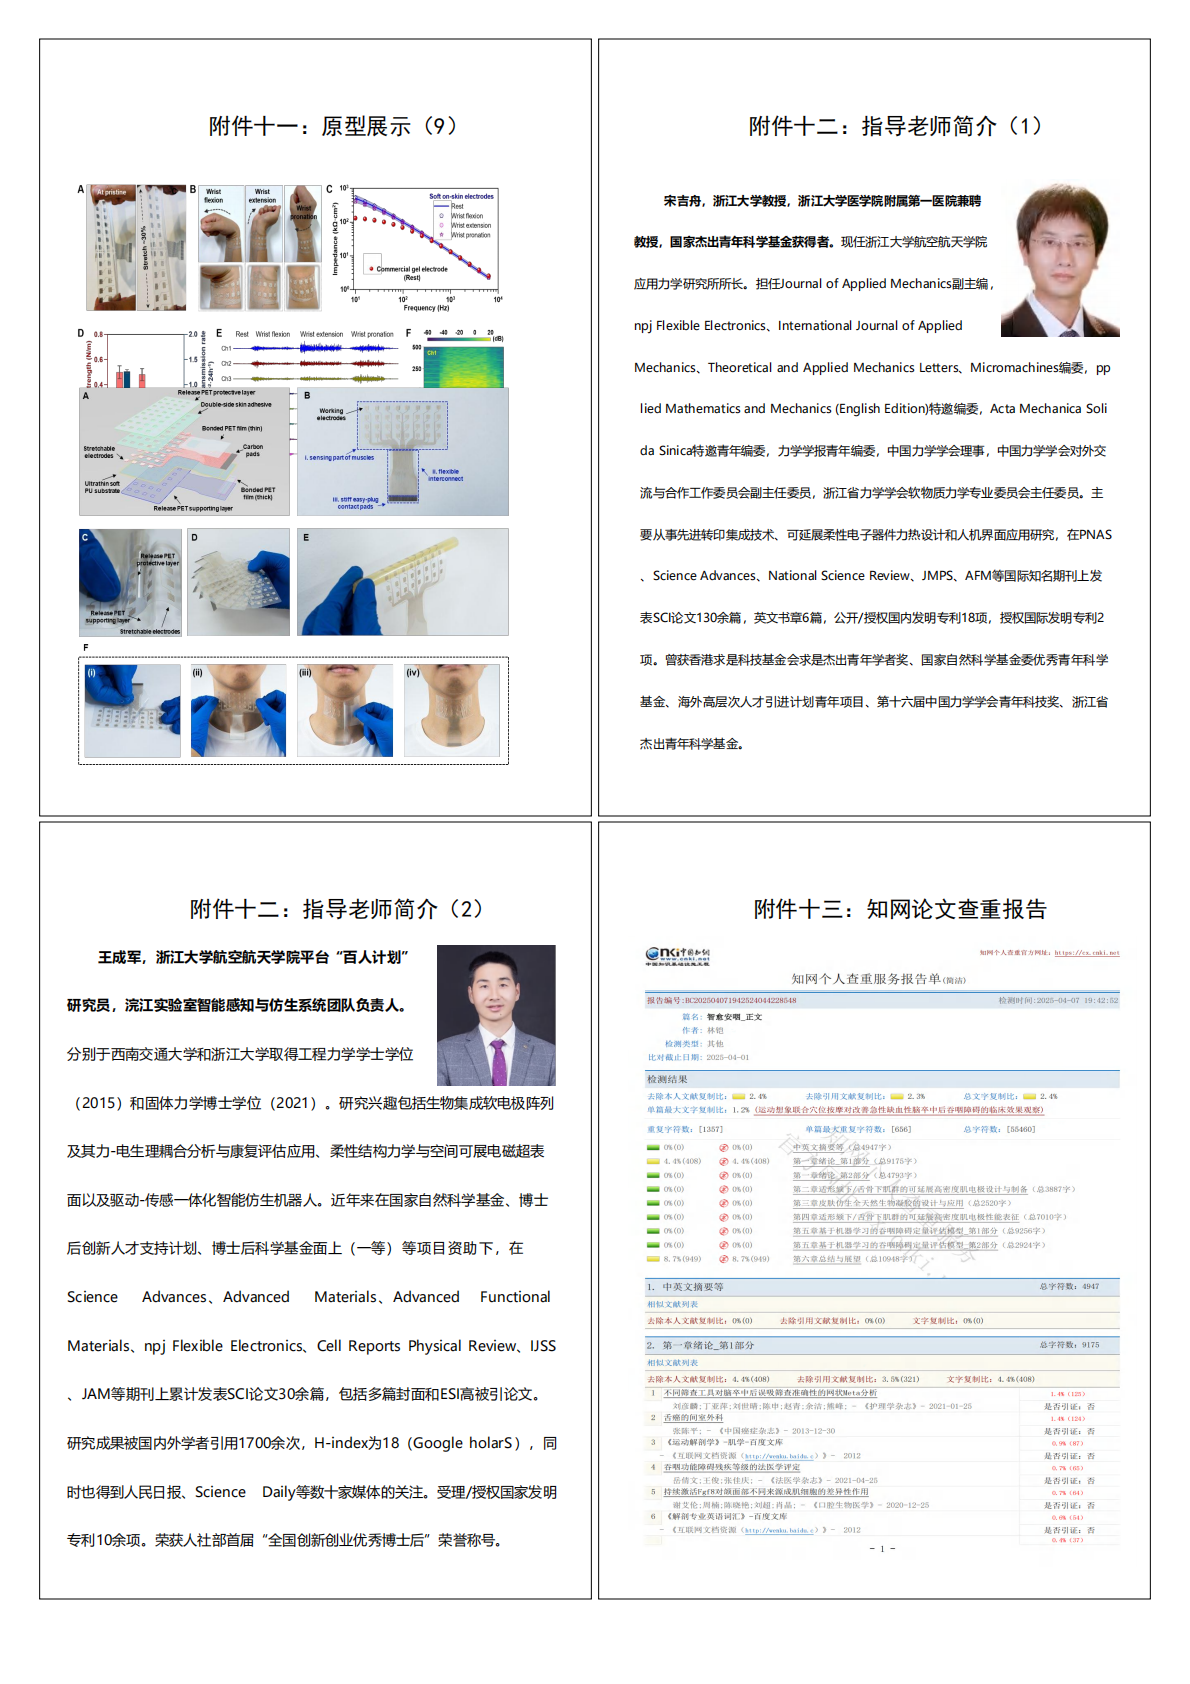 附件十一：原型展示（9）
A
At pristine
Stretch ~30%
B
Wrist flexion
Wrist extension
Wrist pronation
C
Impedance (kΩ·cm²)
10³
10²
10¹
10⁰
Soft on-skin electrodes
Rest
Wrist flexion
Wrist extension
Wrist pronation
Commercial gel electrode (Rest)
10¹ 10² 10³ 10⁴
Frequency (Hz)
D
0.8
0.6
0.4
2.0
1.5
1.0
E
Rest Wrist flexion Wrist extension Wrist pronation
Ch1
Ch2
Ch3
F
-60 -40 -20 0 20
(dB)
500
250
Ch1
A
Release PET protective layer
Double-side skin adhesive
Bonded PET film (thin)
Stretchable electrodes
Carbon pads
Ultrathin soft PU substrate
Bonded PET film (thick)
Release PET supporting layer
B
Working electrodes
i. sensing part of muscles
ii. flexible interconnect
iii. stiff easy-plug contact pads
C
Release PET protective layer
Release PET supporting layer
Stretchable electrodes
D
E
F
(i)
(ii)
(iii)
(iv)
附件十二：指导老师简介（1）
宋吉舟，浙江大学教授，浙江大学医学院附属第一医院兼聘
教授，国家杰出青年科学基金获得者。现任浙江大学航空航天学院
应用力学研究所所长。担任Journal of Applied Mechanics副主编，
npj Flexible Electronics、International Journal of Applied
Mechanics、Theoretical and Applied Mechanics Letters、Micromachines编委，pp
lied Mathematics and Mechanics (English Edition)特邀编委，Acta Mechanica Soli
da Sinica特邀青年编委，力学学报青年编委，中国力学学会理事，中国力学学会对外交
流与合作工作委员会副主任委员，浙江省力学学会软物质力学专业委员会主任委员。主
要从事先进转印集成技术、可延展柔性电子器件力热设计和人机界面应用研究，在PNAS
、Science Advances、National Science Review、JMPS、AFM等国际知名期刊上发
表SCI论文130余篇，英文书章6篇，公开/授权国内发明专利18项，授权国际发明专利2
项。曾获香港求是科技基金会求是杰出青年学者奖、国家自然科学基金委优秀青年科学
基金、海外高层次人才引进计划青年项目、第十六届中国力学学会青年科技奖、浙江省
杰出青年科学基金。
附件十二：指导老师简介（2）
王成军，浙江大学航空航天学院平台“百人计划”
研究员，浣江实验室智能感知与仿生系统团队负责人。
分别于西南交通大学和浙江大学取得工程力学学士学位
（2015）和固体力学博士学位（2021）。研究兴趣包括生物集成软电极阵列
及其力-电生理耦合分析与康复评估应用、柔性结构力学与空间可展电磁超表
面以及驱动-传感一体化智能仿生机器人。近年来在国家自然科学基金、博士
后创新人才支持计划、博士后科学基金面上（一等）等项目资助下，在
Science Advances、Advanced Materials、Advanced Functional
Materials、npj Flexible Electronics、Cell Reports Physical Review、IJSS
、JAM等期刊上累计发表SCI论文30余篇，包括多篇封面和ESI高被引论文。
研究成果被国内外学者引用1700余次，H-index为18（Google holarS），同
时也得到人民日报、Science Daily等数十家媒体的关注。受理/授权国家发明
专利10余项。荣获人社部首届“全国创新创业优秀博士后”荣誉称号。
附件十三：知网论文查重报告
cnki中国知网
www.cnki.net
中国知识基础设施工程
知网个人查重官方网址：https://cx.cnki.net
知网个人查重服务报告单(简洁)
报告编号:BC202504071942524044228548 检测时间:2025-04-07 19:42:52
篇名: 智愈安咽_正文
作者: 林铠
检测类型: 其他
比对截止日期: 2025-04-01
检测结果
去除本人文献复制比: 2.4% 去除引用文献复制比: 2.3% 总文字复制比: 2.4%
单篇最大文字复制比: 1.2% (运动想象联合穴位按摩对改善急性缺血性脑卒中后吞咽障碍的临床效果观察)
重复字符数: [1357] 单篇最大重复字符数: [656] 总字符数: [55460]
0%(0) 0%(0) 中英文摘要等（总4947字）
4.4%(408) 4.4%(408) 第一章绪论_第1部分（总9175字）
0%(0) 0%(0) 第一章绪论_第2部分（总4793字）
0%(0) 0%(0) 第二章适形颏下/舌骨下肌群的可延展高密度肌电极设计与制备（总3887字）
0%(0) 0%(0) 第三章皮肤仿生全天然生物凝胶的设计与应用（总2520字）
0%(0) 0%(0) 第四章适形颏下/舌骨下肌群的可延展高密度肌电极性能表征（总7010字）
0%(0) 0%(0) 第五章基于机器学习的吞咽障碍定量评估模型_第1部分（总9256字）
0%(0) 0%(0) 第五章基于机器学习的吞咽障碍定量评估模型_第2部分（总2924字）
8.7%(949) 8.7%(949) 第六章总结与展望（总10948字）
1. 中英文摘要等 总字符数: 4947
相似文献列表
去除本人文献复制比: 0%(0) 去除引用文献复制比: 0%(0) 文字复制比: 0%(0)
2. 第一章绪论_第1部分 总字符数: 9175
相似文献列表
去除本人文献复制比: 4.4%(408) 去除引用文献复制比: 3.5%(321) 文字复制比: 4.4%(408)
1 不同筛查工具对脑卒中后误吸筛查准确性的网状Meta分析 1.4%（125）
刘彦麟;丁亚萍;刘世晴;陈申;赵青;余洁;熊峰; - 《护理学杂志》- 2021-01-25 是否引证: 否
2 舌癌的间室外科 1.4%（124）
张陈平; - 《中国癌症杂志》- 2013-12-30 是否引证: 否
3 《运动解剖学》-肌学-百度文库 0.9%（87）
- 《互联网文档资源（http://wenku.baidu.c）》- 2012 是否引证: 否
4 吞咽功能障碍残疾等级的法医学评定 0.7%（65）
岳倩文;王俊;张佳庆; - 《法医学杂志》- 2021-04-25 是否引证: 否
5 持续激活Fgf8对颌面部不同来源成肌细胞的差异性作用 0.7%（64）
谢艾伦;周楠;陈晓艳;刘超;肖晶; - 《口腔生物医学》- 2020-12-25 是否引证: 否
6 《解剖专业英语词汇》-百度文库 0.6%（54）
- 《互联网文档资源（http://wenku.baidu.c）》- 2012 是否引证: 否
0.4%（37）
- 1 -